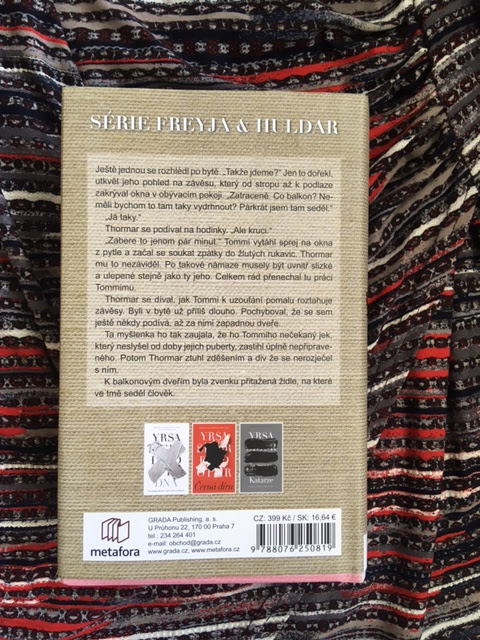 SÉRIE FREYJA & HULDAR
Ještě jednou se rozhlédl po bytě. „Takže jdeme?“ Jen to dořekl,
utkvěl jeho pohled na závěsu, který od stropu až k podlaze
zakrýval okna v obývacím pokoji. „Zatraceně. Co balkon? Ne-
měli bychom to tam taky vydrhnout? Párkrát jsem tam seděl.“
„Já taky.“
Thormar se podíval na hodinky. „Ale kruci.“
„Zabere to jenom pár minut.“ Tommi vytáhl sprej na okna
z pytle a začal se soukat zpátky do žlutých rukavic. Thormar
mu to nezáviděl. Po takové námaze musely být uvnitř slizké
a ulepené stejně jako ty jeho. Celkem rád přenechal tu práci
Tommimu.
Thormar se díval, jak Tommi k uzoufání pomalu roztahuje
závěsy. Byli v bytě už příliš dlouho. Pochyboval, že se sem
ještě někdy podívá, až za nimi zapadnou dveře.
Ta myšlenka ho tak zaujala, že ho Tommiho nečekaný jek,
který neslyšel od doby jejich puberty, zastihl úplně nepříprave-
ného. Potom Thormar ztuhl zděšením a div že se nerozječel
s ním.
K balkonovým dveřím byla zvenku přitažená židle, na které
ve tmě seděl člověk.
YRSA
DNA
YRSA
Černá díra
YRSA
Katarze
metafora
GRADA Publishing, a. s.
U Průhonu 22, 170 00 Praha 7
tel.: 234 264 401
e-mail: obchod@grada.cz
www.grada.cz, www.metafora.cz
CZ: 399 Kč / SK: 16,64 €
9 788076 250819